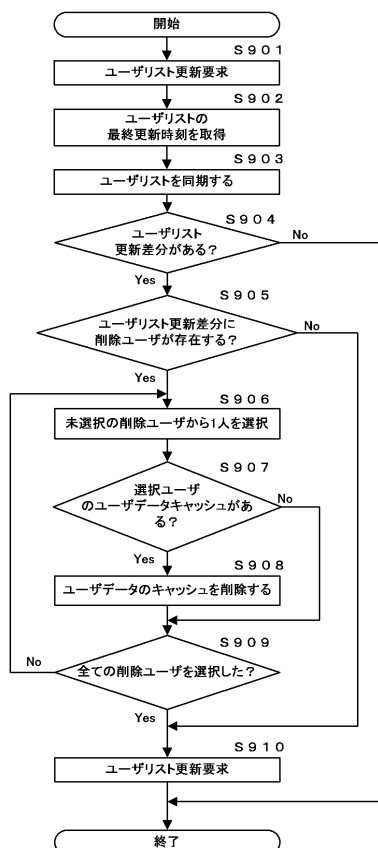 開始
Ｓ９０１
ユーザリスト更新要求
Ｓ９０２
ユーザリストの
最終更新時刻を取得
Ｓ９０３
ユーザリストを同期する
Ｓ９０４
ユーザリスト
更新差分がある？
No
Yes
Ｓ９０５
ユーザリスト更新差分に
削除ユーザが存在する？
No
Yes
Ｓ９０６
未選択の削除ユーザから1人を選択
Ｓ９０７
選択ユーザ
のユーザデータキャッシュがあ
る？
No
Yes
Ｓ９０８
ユーザデータのキャッシュを削除する
Ｓ９０９
全ての削除ユーザを選択した？
No
Yes
Ｓ９１０
ユーザリスト更新要求
終了